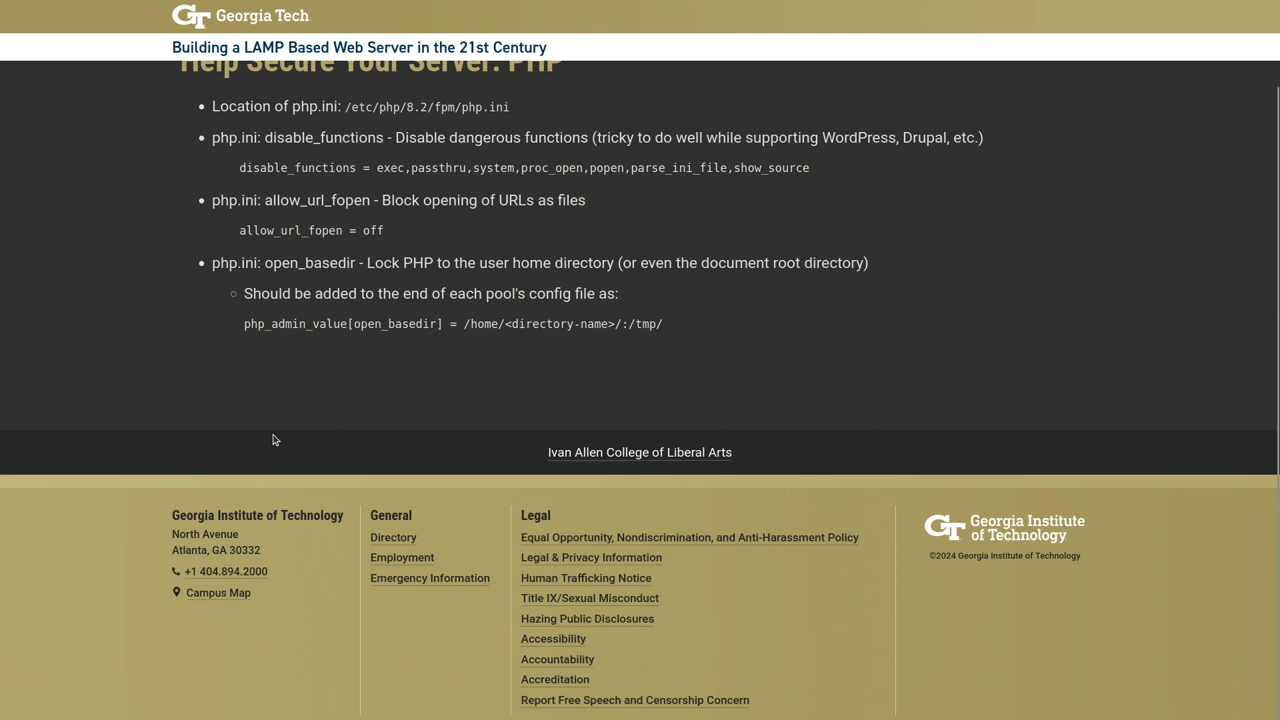 Georgia Tech
Building a LAMP Based Web Server in the 21st Century
Help Secure Your Server: PHP
Location of php.ini: /etc/php/8.2/fpm/php.ini
php.ini: disable_functions - Disable dangerous functions (tricky to do well while supporting WordPress, Drupal, etc.)
disable_functions = exec,passthru,system,proc_open,popen,parse_ini_file,show_source
php.ini: allow_url_fopen - Block opening of URLs as files
allow_url_fopen = off
php.ini: open_basedir - Lock PHP to the user home directory (or even the document root directory)
Should be added to the end of each pool's config file as:
php_admin_value[open_basedir] = /home/<directory-name>/:/tmp/
Ivan Allen College of Liberal Arts
Georgia Institute of Technology
North Avenue
Atlanta, GA 30332
+1 404.894.2000
Campus Map
General
Directory
Employment
Emergency Information
Legal
Equal Opportunity, Nondiscrimination, and Anti-Harassment Policy
Legal & Privacy Information
Human Trafficking Notice
Title IX/Sexual Misconduct
Hazing Public Disclosures
Accessibility
Accountability
Accreditation
Report Free Speech and Censorship Concern
Georgia Institute
of Technology
©2024 Georgia Institute of Technology